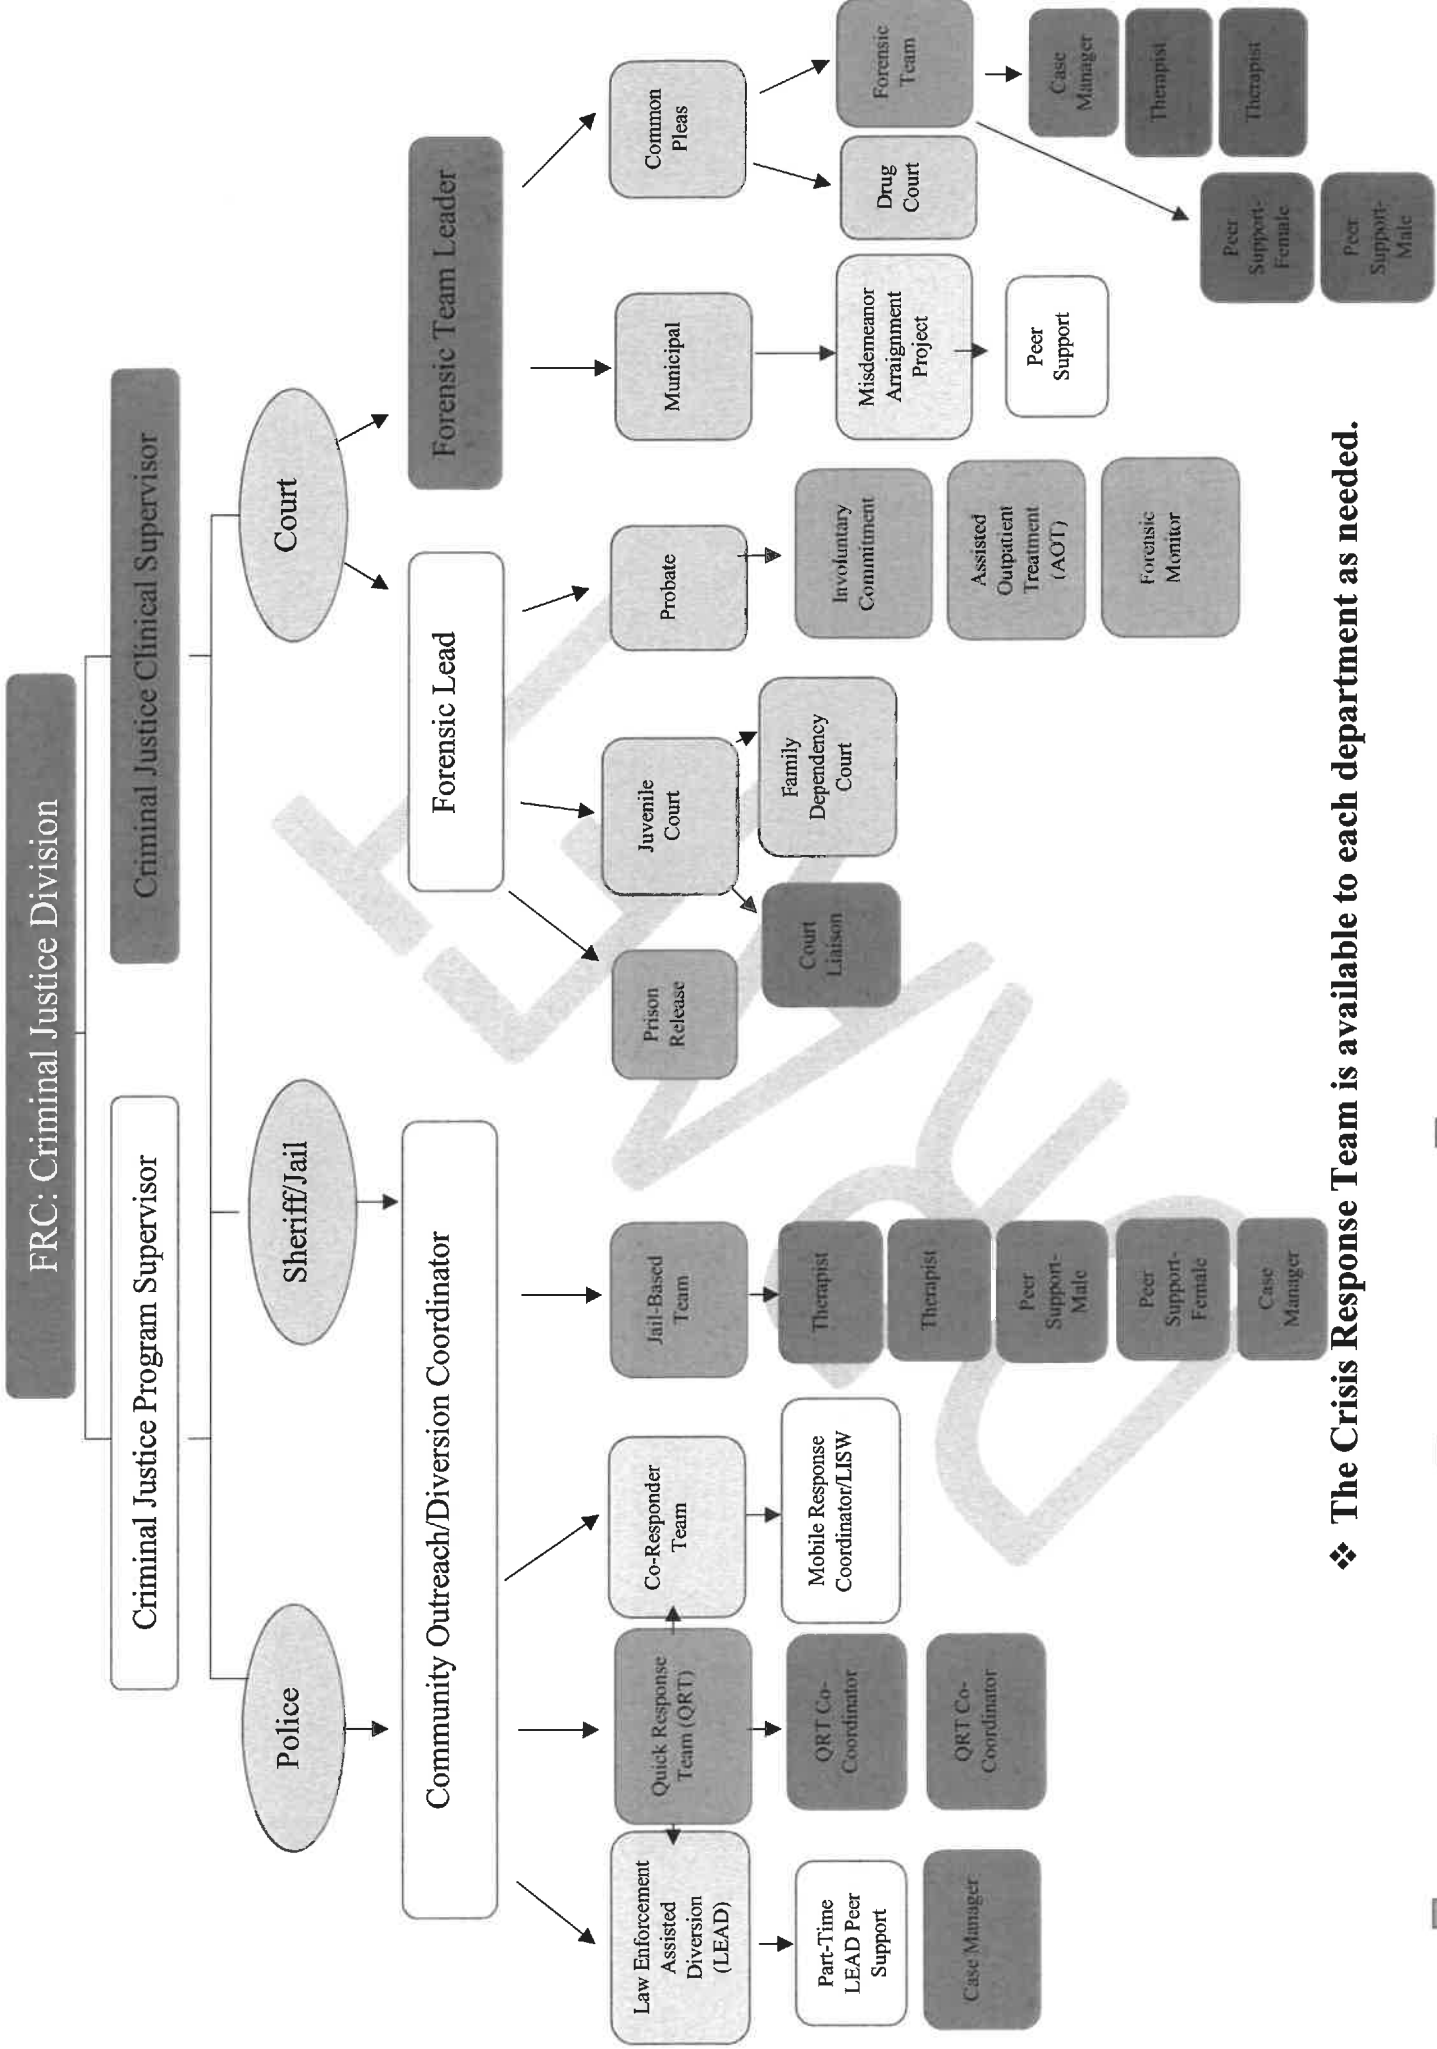 FRC: Criminal Justice Division
Criminal Justice Program Supervisor
Criminal Justice Clinical Supervisor
Police
Sheriff/Jail
Court
Community Outreach/Diversion Coordinator
Forensic Lead
Forensic Team Leader
Law Enforcement
Assisted
Diversion
(LEAD)
Quick Response
Team (QRT)
Co-Responder
Team
Jail-Based
Team
Prison
Release
Juvenile
Court
Probate
Municipal
Common
Pleas
Part-Time
LEAD Peer
Support
Case Manager
QRT Co-
Coordinator
QRT Co-
Coordinator
Mobile Response
Coordinator/LISW
Therapist
Therapist
Peer
Support-
Male
Peer
Support-
Female
Case
Manager
Court
Liaison
Family
Dependency
Court
Involuntary
Commitment
Assisted
Outpatient
Treatment
(AOT)
Forensic
Monitor
Misdemeanor
Arraignment
Project
Peer
Support
Drug
Court
Forensic
Team
Case
Manager
Therapist
Therapist
Peer
Support-
Female
Peer
Support-
Male
❖ The Crisis Response Team is available to each department as needed.
DRAFT